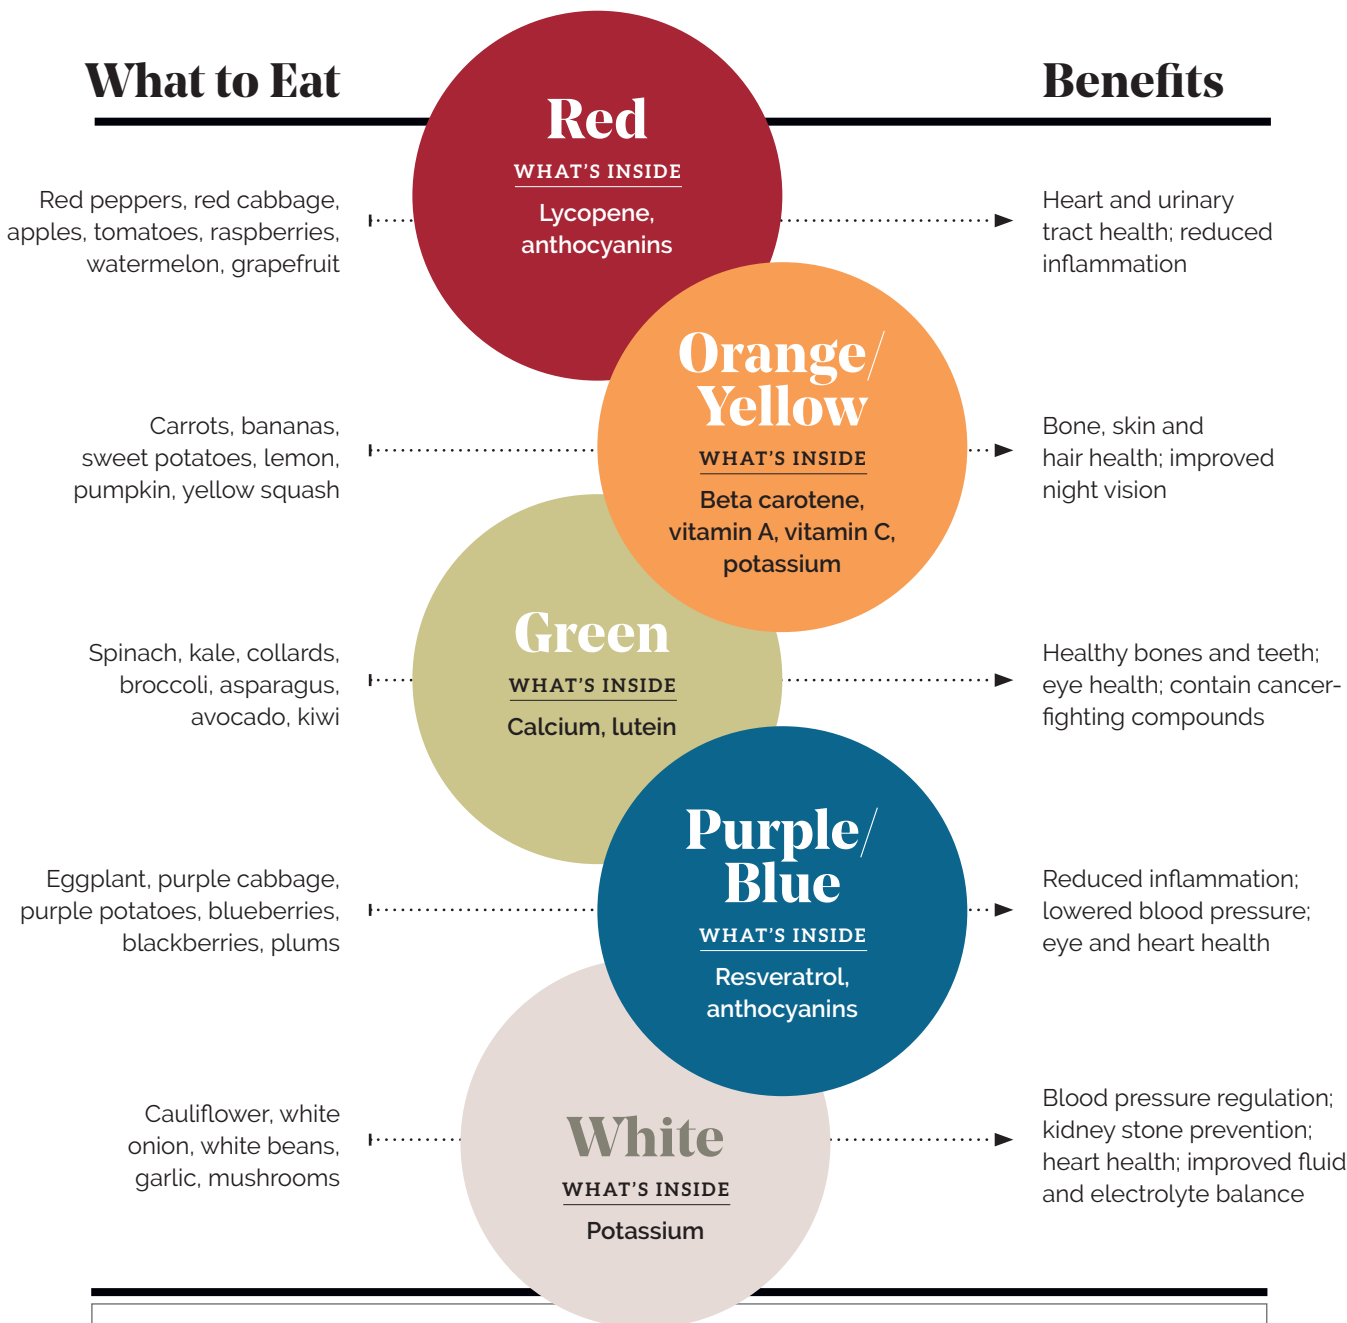 What to Eat
Benefits
Red
WHAT'S INSIDE
Lycopene,
anthocyanins
Red peppers, red cabbage,
apples, tomatoes, raspberries,
watermelon, grapefruit
Heart and urinary
tract health; reduced
inflammation
Orange/
Yellow
WHAT'S INSIDE
Beta carotene,
vitamin A, vitamin C,
potassium
Carrots, bananas,
sweet potatoes, lemon,
pumpkin, yellow squash
Bone, skin and
hair health; improved
night vision
Green
WHAT'S INSIDE
Calcium, lutein
Spinach, kale, collards,
broccoli, asparagus,
avocado, kiwi
Healthy bones and teeth;
eye health; contain cancer-
fighting compounds
Purple/
Blue
WHAT'S INSIDE
Resveratrol,
anthocyanins
Eggplant, purple cabbage,
purple potatoes, blueberries,
blackberries, plums
Reduced inflammation;
lowered blood pressure;
eye and heart health
White
WHAT'S INSIDE
Potassium
Cauliflower, white
onion, white beans,
garlic, mushrooms
Blood pressure regulation;
kidney stone prevention;
heart health; improved fluid
and electrolyte balance